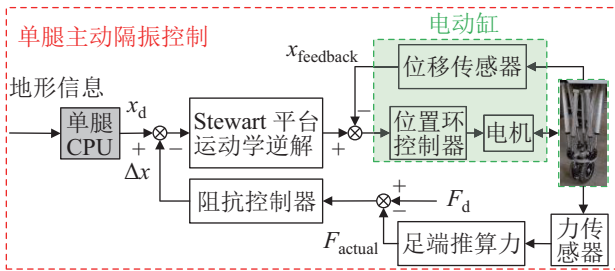 单腿主动隔振控制
电动缸
x_feedback
位移传感器
地形信息
x_d
单腿
CPU
Stewart 平台
运动学逆解
位置环
控制器
电机
+
−
+
−
Δx
阻抗控制器
+
−
F_d
F_actual
足端推算力
力传
感器